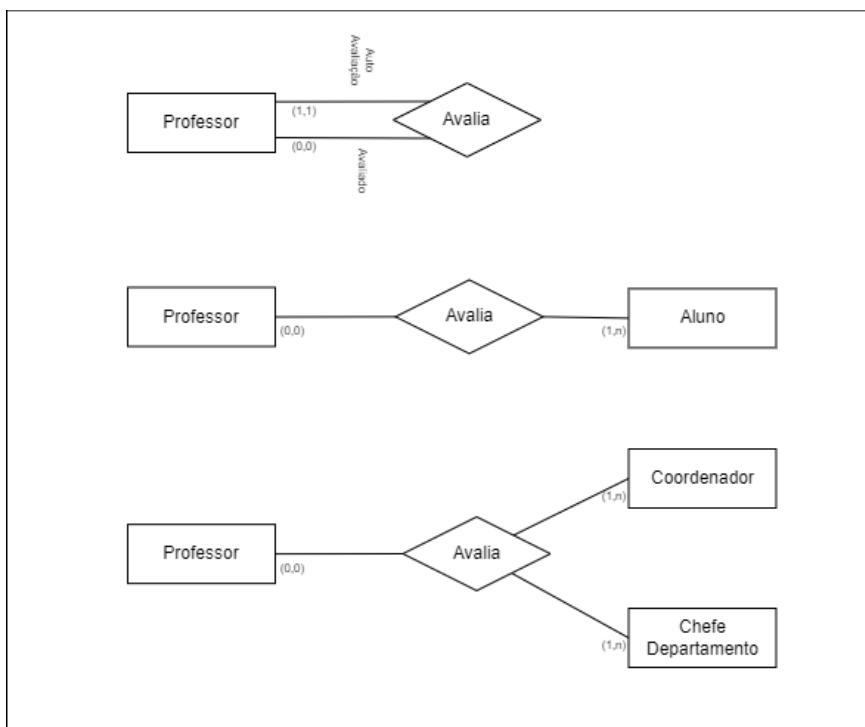 Auto
Avaliação
Professor
(1,1)
(0,0)
Avalia
Avaliado
Professor
(0,0)
Avalia
(1,n)
Aluno
Coordenador
(1,n)
Professor
(0,0)
Avalia
(1,n)
Chefe
Departamento